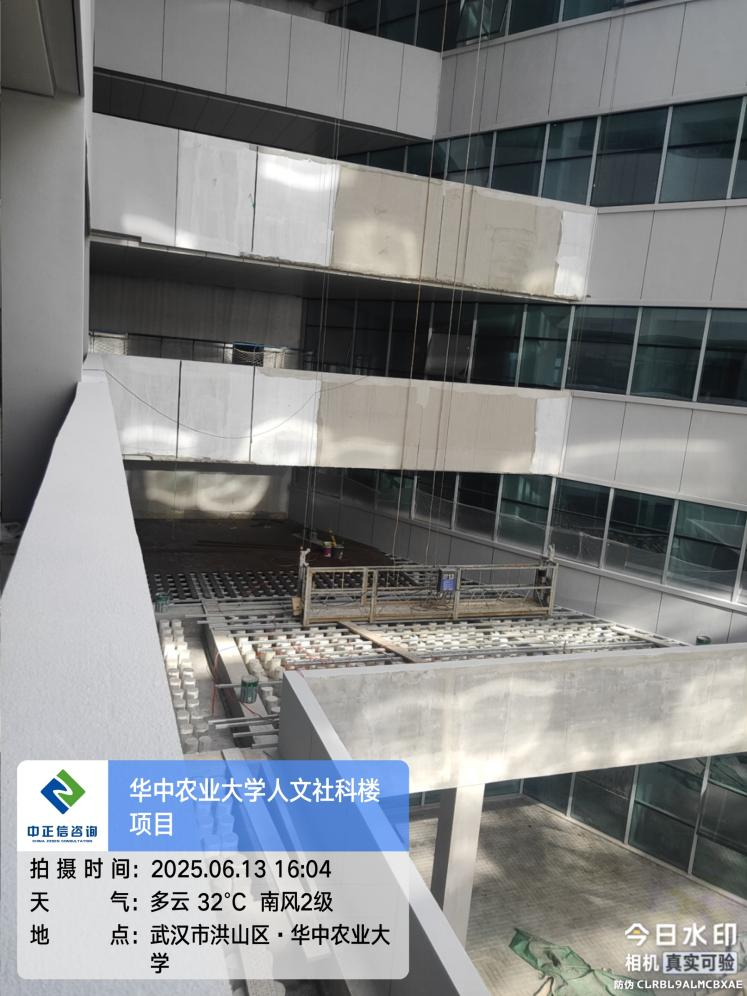 华中农业大学人文社科楼
项目
中正信咨询
CHINA ZOSEN CONSULTATION
拍摄时间：2025.06.13 16:04
天气：多云 32℃ 南风2级
地点：武汉市洪山区·华中农业大
学
今日水印
相机 真实可验
防伪 CLRBL9ALMCBXAE